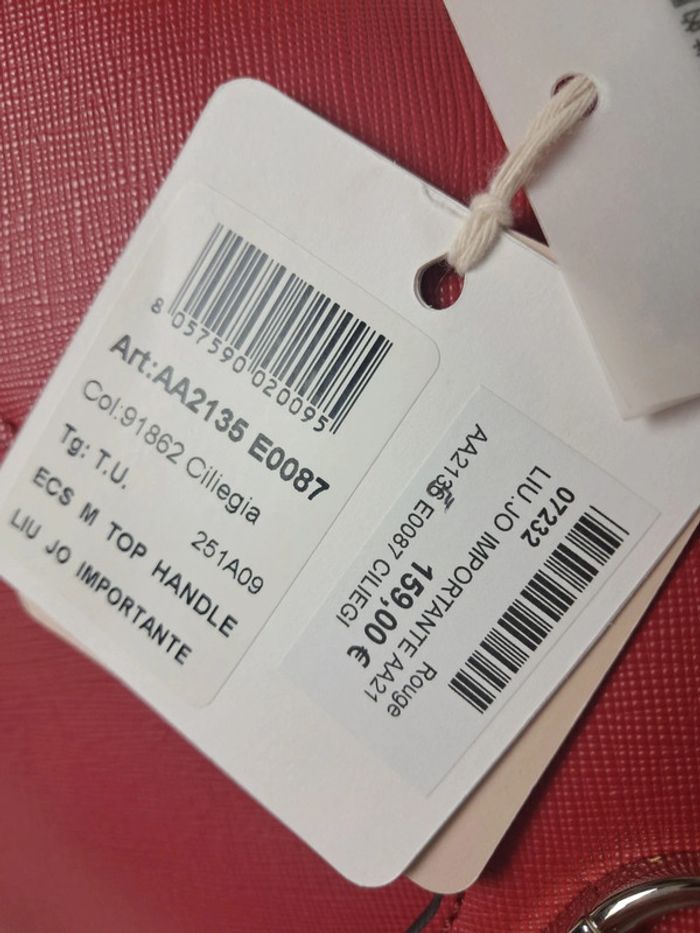 8 057590 020095
Art:AA2135 E0087
Col:91862 Ciliegia
Tg: T.U.
251A09
ECS M TOP HANDLE
LIU JO IMPORTANTE
07232
LIU.JO IMPORTANTE AA21
Rouge
E0087 CILIEGI
159,00 €